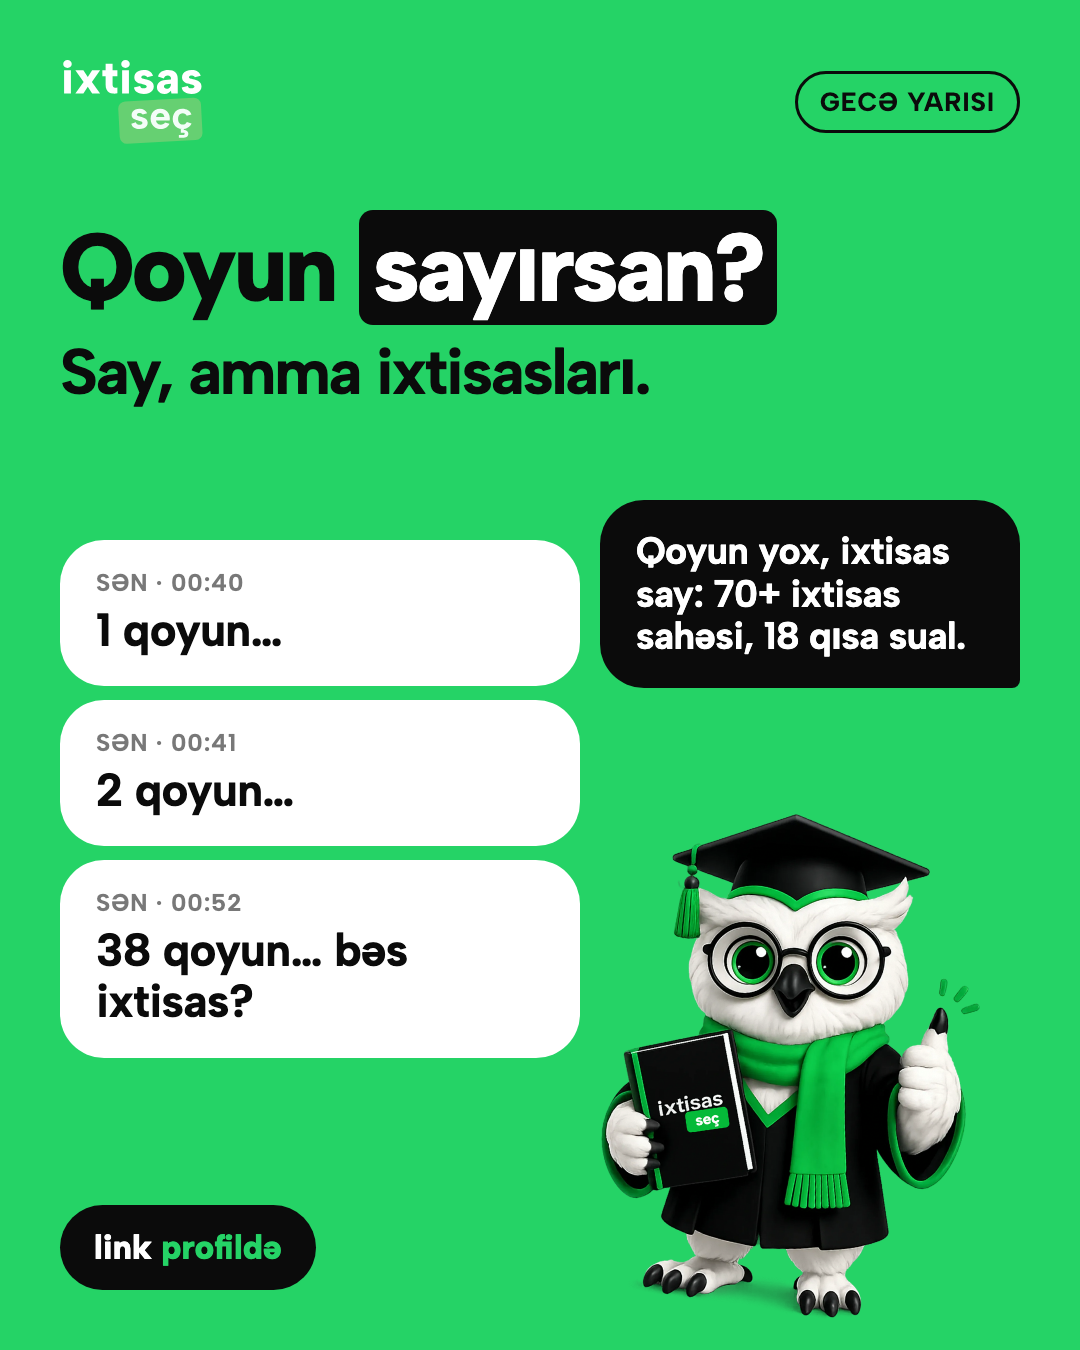 ixtisas
seç
GECƏ YARISI
Qoyun sayırsan?
Say, amma ixtisasları.
SƏN · 00:40
1 qoyun...
SƏN · 00:41
2 qoyun...
SƏN · 00:52
38 qoyun... bəs
ixtisas?
Qoyun yox, ixtisas
say: 70+ ixtisas
sahəsi, 18 qısa sual.
ixtisas
seç
link profildə